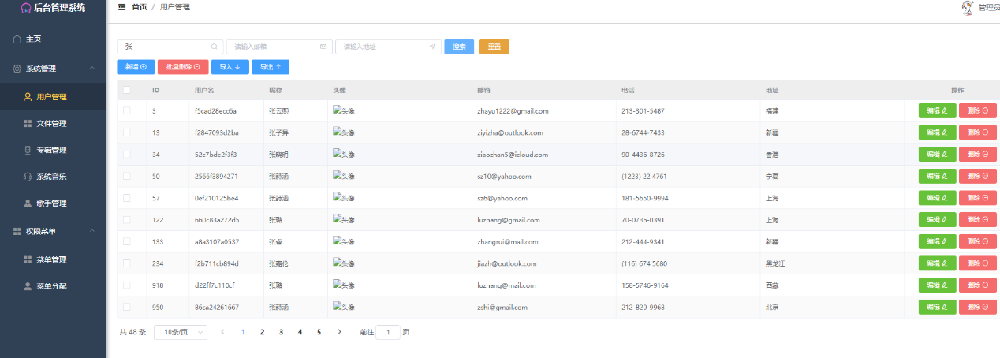 后台管理系统
首页 / 用户管理
管理员
主页
系统管理
用户管理
文件管理
专辑管理
系统音乐
歌手管理
权限菜单
菜单管理
菜单分配
张 请输入邮箱 请输入地址 搜索 重置
新增 批量删除 导入 导出
ID 用户名 昵称 头像 邮箱 电话 地址 操作
3 f5cad28ecc6a 张云熙 头像 zhayu1222@gmail.com 213-301-5487 福建 编辑 删除
13 f2847093d2ba 张子异 头像 ziyizha@outlook.com 28-6744-7433 新疆 编辑 删除
34 52c7bde2f3f3 张晓明 头像 xiaozhan5@icloud.com 90-4436-8726 香港 编辑 删除
50 2566f3894271 张詩涵 头像 sz10@yahoo.com (1223) 22 4761 宁夏 编辑 删除
57 0ef210125be4 张詩涵 头像 sz6@yahoo.com 181-5650-9994 上海 编辑 删除
122 660c83a272d5 张璐 头像 luzhang@gmail.com 70-0736-0391 上海 编辑 删除
133 a8a3107a0537 张睿 头像 zhangrui@mail.com 212-444-9341 新疆 编辑 删除
234 f2b711cb894d 张嘉伦 头像 jiazh@outlook.com (116) 674 5680 黑龙江 编辑 删除
918 d22ff7c110cf 张璐 头像 luzhang@mail.com 158-5746-9164 西藏 编辑 删除
950 86ca24261667 张詩涵 头像 zshi@gmail.com 212-820-9968 北京 编辑 删除
共 48 条 10条/页 1 2 3 4 5 前往 1 页